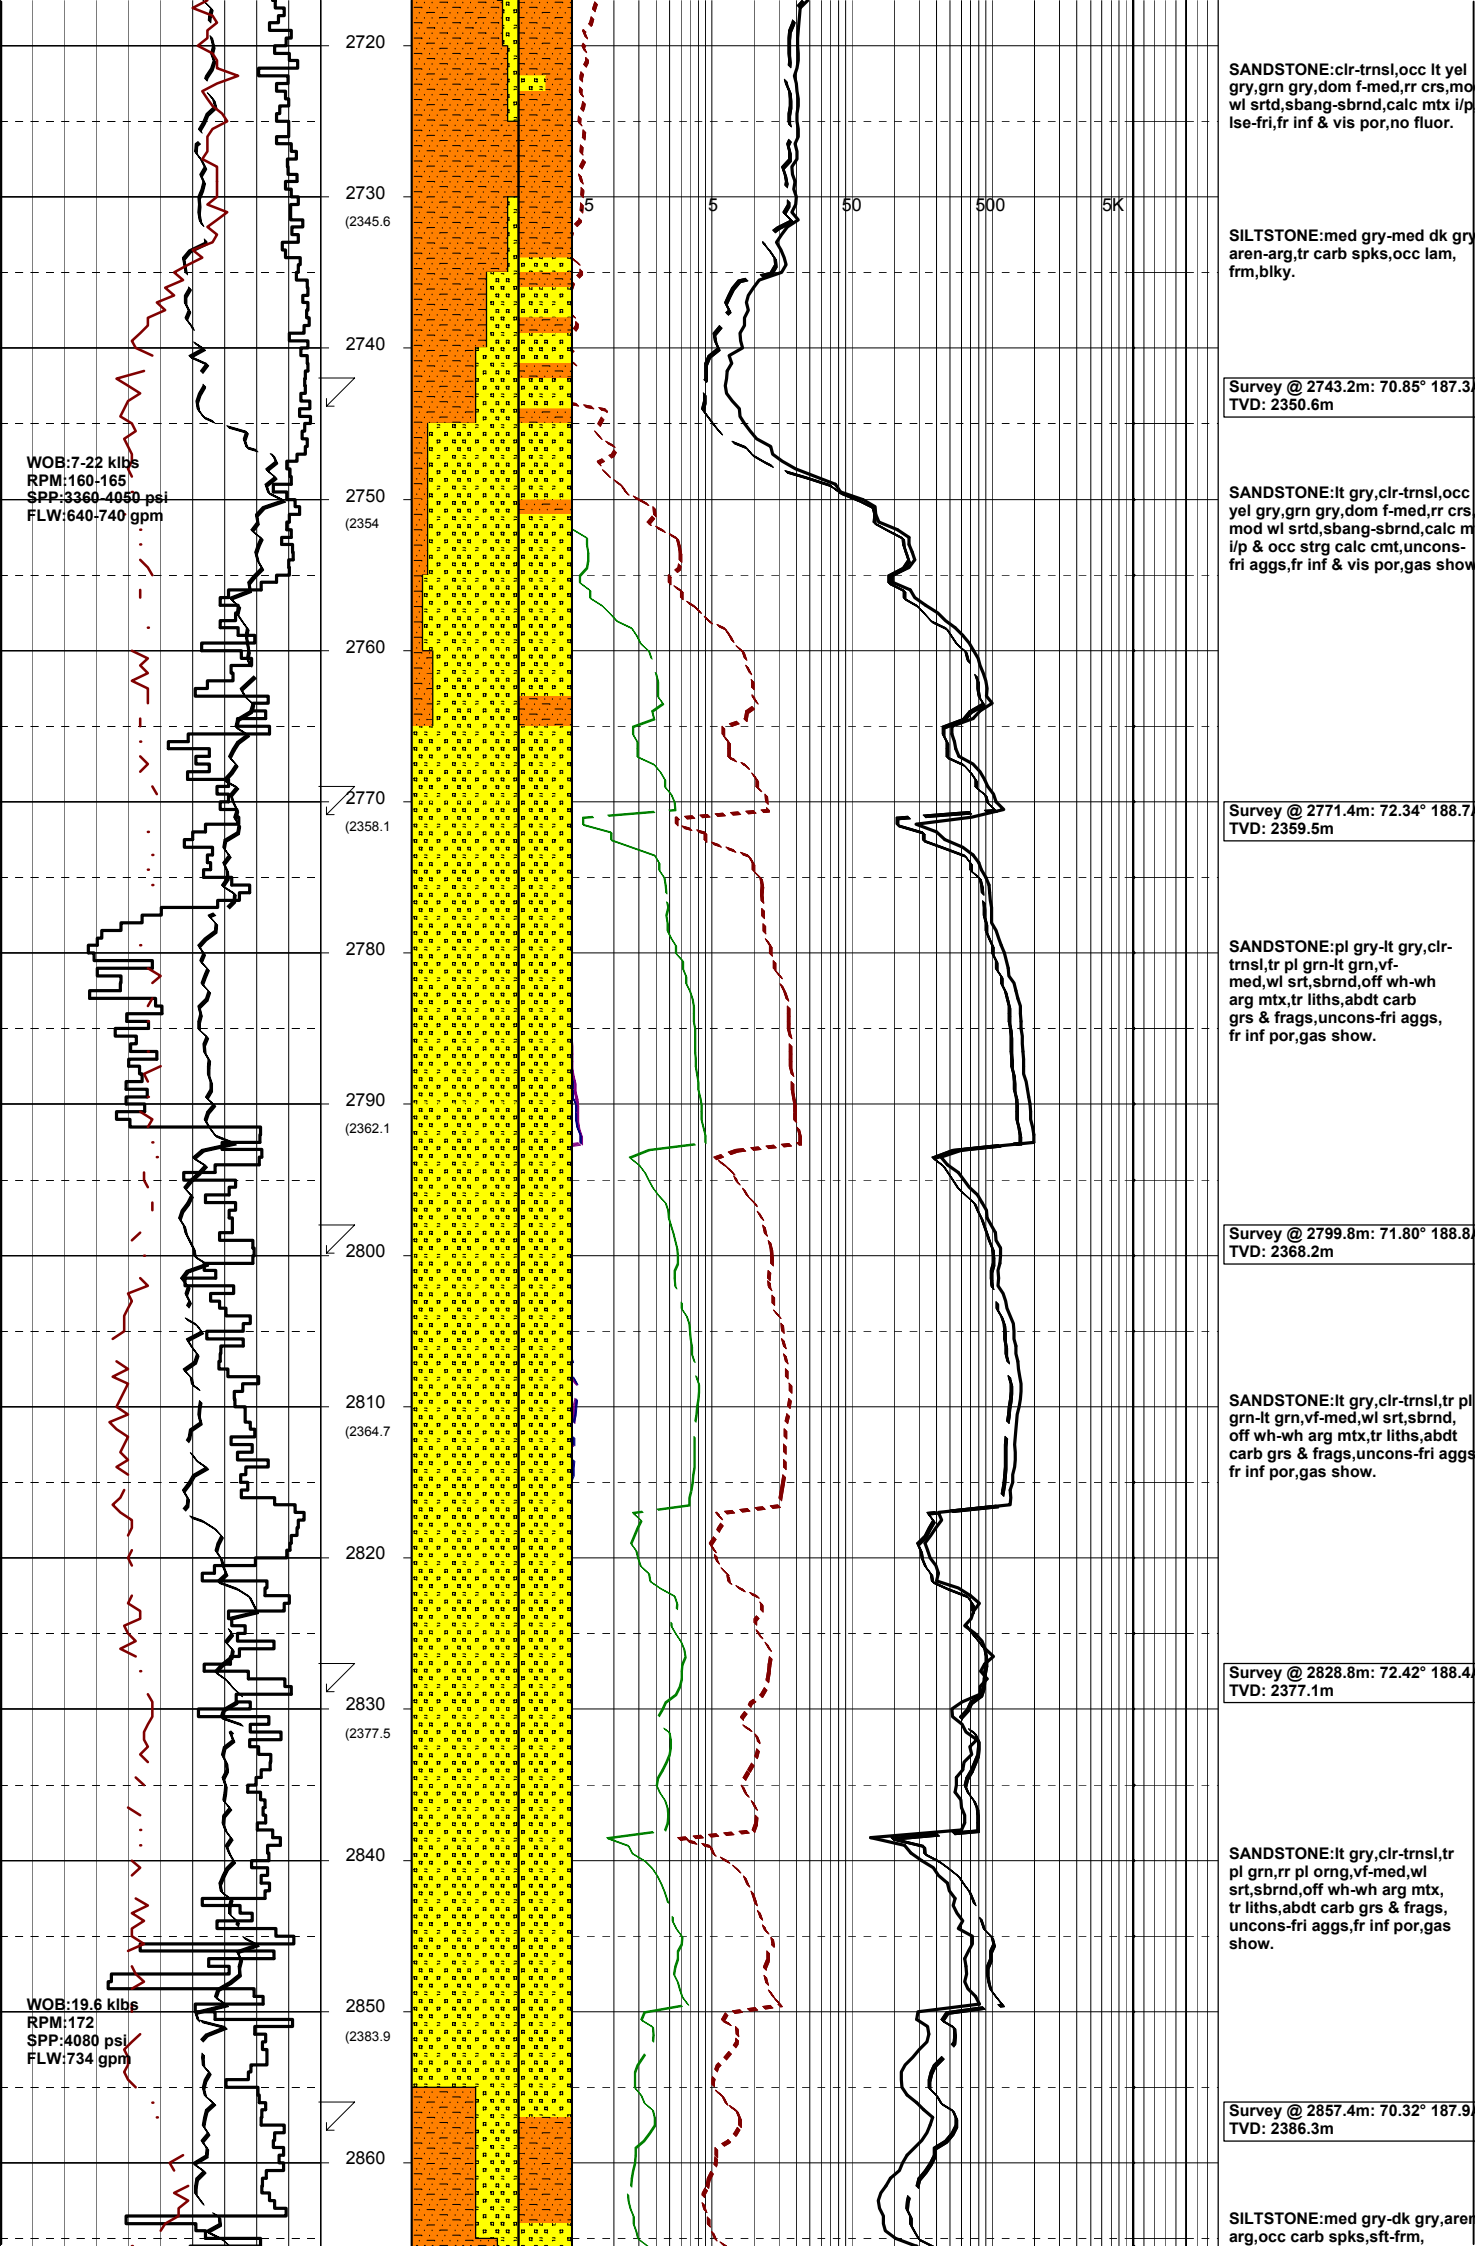 2720
2730
(2345.6
2740
2750
(2354
2760
2770
(2358.1
2780
2790
(2362.1
2800
2810
(2364.7
2820
2830
(2377.5
2840
2850
(2383.9
2860
WOB:7-22 klbs
RPM:160-165
SPP:3360-4050 psi
FLW:640-740 gpm
WOB:19.6 klbs
RPM:172
SPP:4080 psi
FLW:734 gpm
5 5 50 500 5K
SANDSTONE:clr-trnsl,occ lt yel
gry,grn gry,dom f-med,rr crs,mo
wl srtd,sbang-sbrnd,calc mtx i/p
lse-fri,fr inf & vis por,no fluor.
SILTSTONE:med gry-med dk gry
aren-arg,tr carb spks,occ lam,
frm,blky.
Survey @ 2743.2m: 70.85° 187.3/
TVD: 2350.6m
SANDSTONE:lt gry,clr-trnsl,occ
yel gry,grn gry,dom f-med,rr crs,
mod wl srtd,sbang-sbrnd,calc m
i/p & occ strg calc cmt,uncons-
fri aggs,fr inf & vis por,gas show
Survey @ 2771.4m: 72.34° 188.7/
TVD: 2359.5m
SANDSTONE:pl gry-lt gry,clr-
trnsl,tr pl grn-lt grn,vf-
med,wl srt,sbrnd,off wh-wh
arg mtx,tr liths,abdt carb
grs & frags,uncons-fri aggs,
fr inf por,gas show.
Survey @ 2799.8m: 71.80° 188.8/
TVD: 2368.2m
SANDSTONE:lt gry,clr-trnsl,tr pl
grn-lt grn,vf-med,wl srt,sbrnd,
off wh-wh arg mtx,tr liths,abdt
carb grs & frags,uncons-fri aggs
fr inf por,gas show.
Survey @ 2828.8m: 72.42° 188.4/
TVD: 2377.1m
SANDSTONE:lt gry,clr-trnsl,tr
pl grn,rr pl orng,vf-med,wl
srt,sbrnd,off wh-wh arg mtx,
tr liths,abdt carb grs & frags,
uncons-fri aggs,fr inf por,gas
show.
Survey @ 2857.4m: 70.32° 187.9/
TVD: 2386.3m
SILTSTONE:med gry-dk gry,aren
arg,occ carb spks,sft-frm,